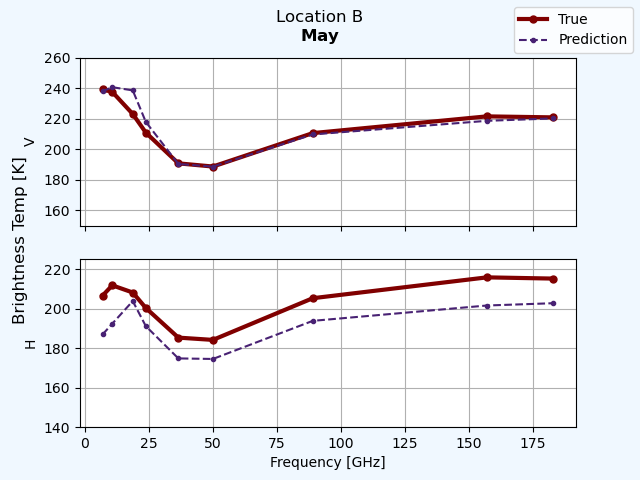 Location B
May
True
Prediction
260
240
220
200
180
160
V
Brightness Temp [K]
220
200
180
160
140
H
0
25
50
75
100
125
150
175
Frequency [GHz]